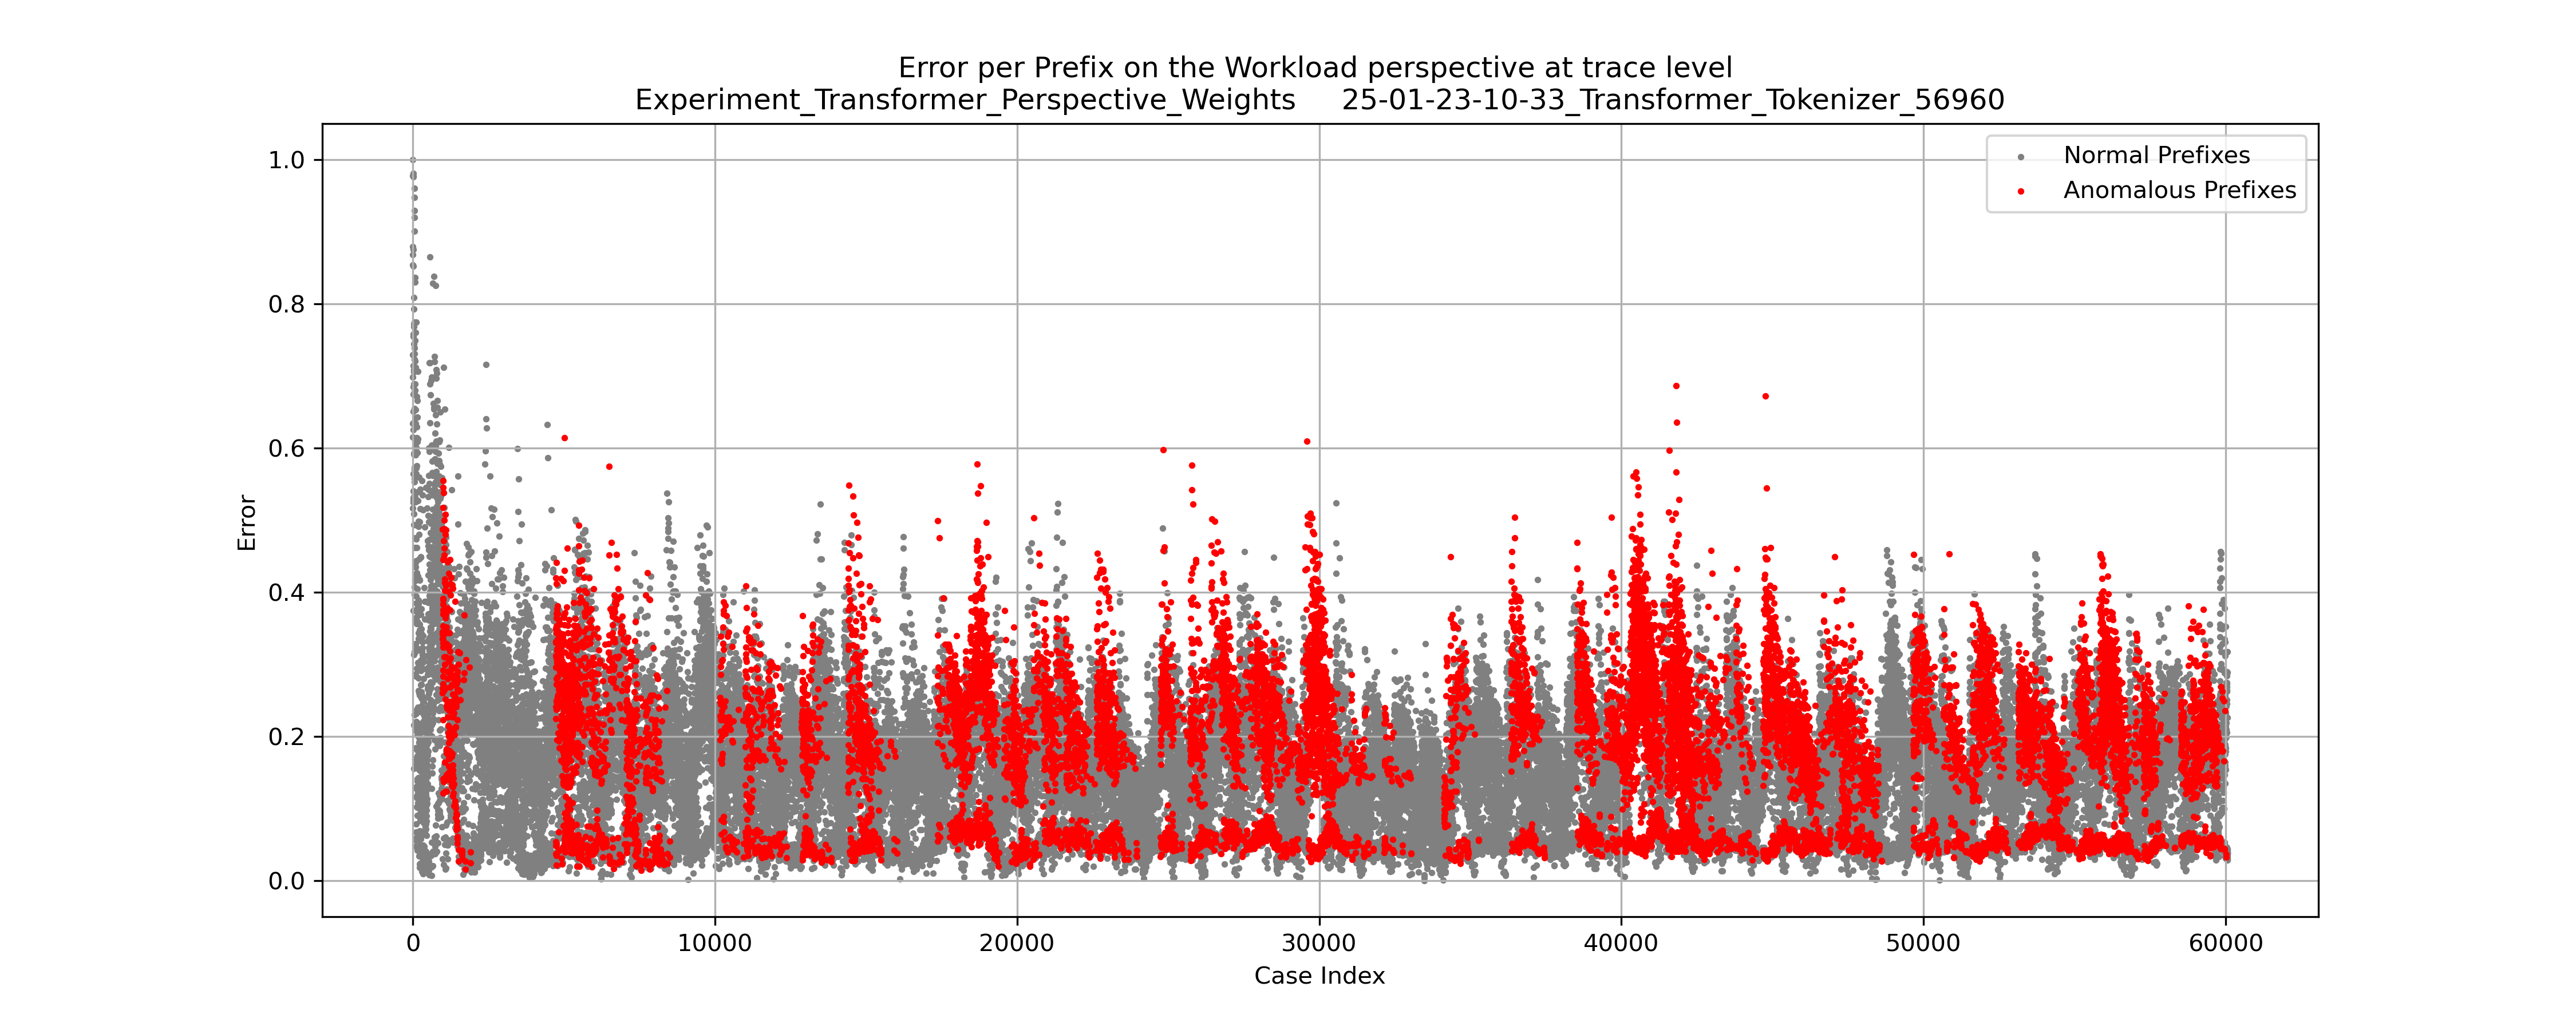 Error per Prefix on the Workload perspective at trace level
Experiment_Transformer_Perspective_Weights 25-01-23-10-33_Transformer_Tokenizer_56960
Normal Prefixes
Anomalous Prefixes
1.0
0.8
0.6
0.4
0.2
0.0
Error
0 10000 20000 30000 40000 50000 60000
Case Index